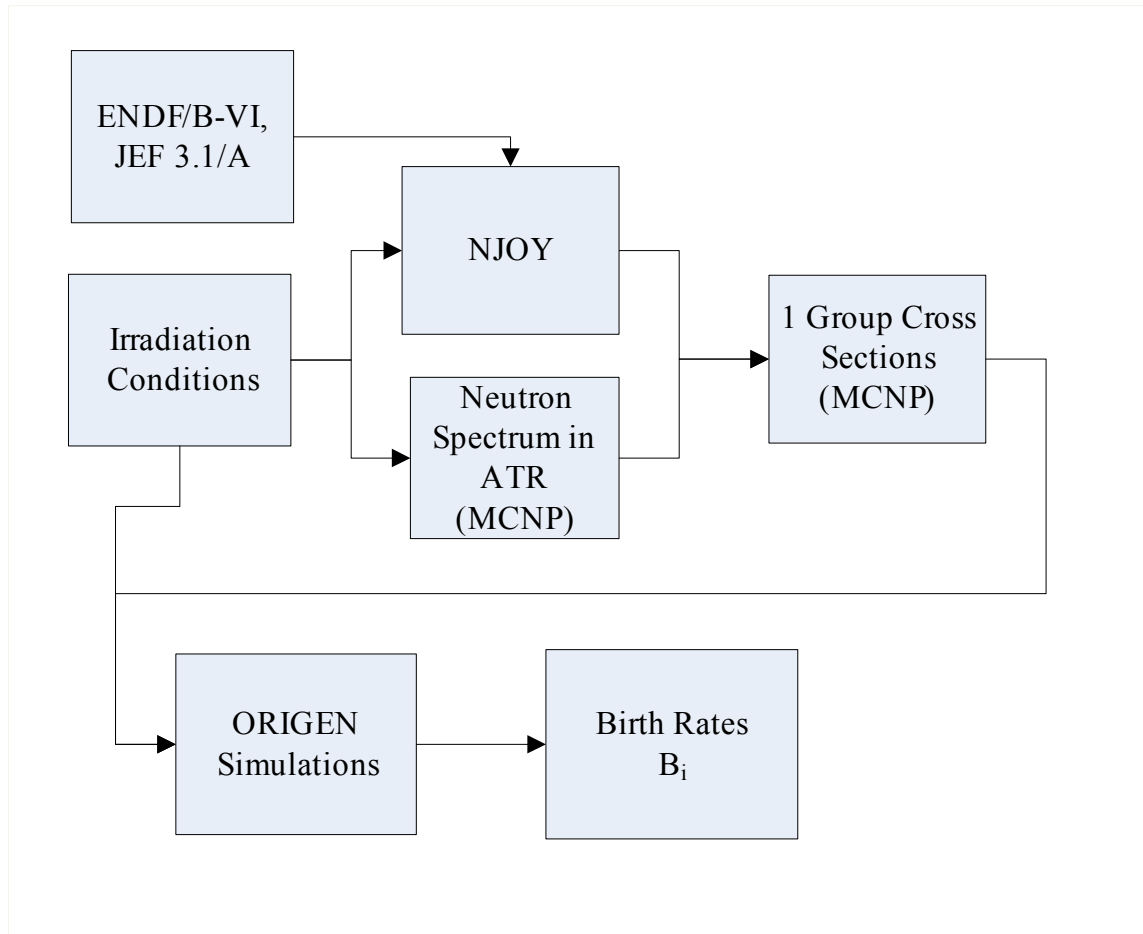 ENDF/B-VI,
JEF 3.1/A
NJOY
Irradiation
Conditions
Neutron
Spectrum in
ATR
(MCNP)
1 Group Cross
Sections
(MCNP)
ORIGEN
Simulations
Birth Rates
Bᵢ